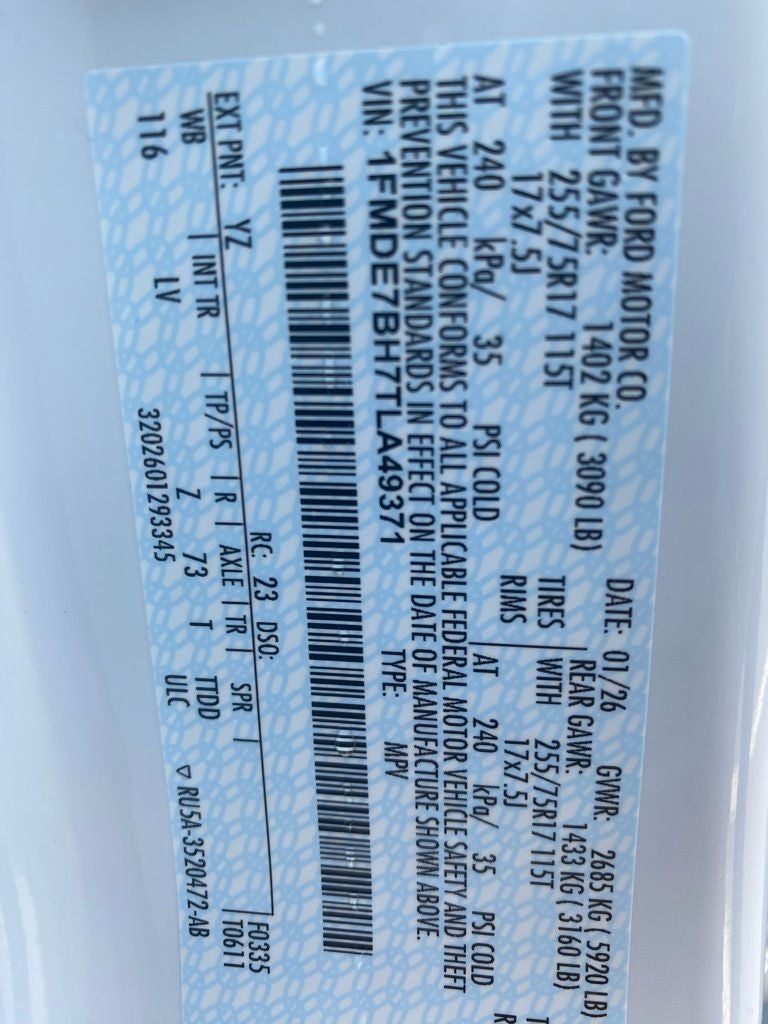 MFD. BY FORD MOTOR CO.
DATE: 01/26 GVWR: 2685 KG ( 5920 LB)
FRONT GAWR: 1402 KG ( 3090 LB) REAR GAWR: 1433 KG ( 3160 LB)
WITH 255/75R17 115T TIRES WITH 255/75R17 115T T
17x7.5J RIMS 17x7.5J R
AT 240 kPa/ 35 PSI COLD AT 240 kPa/ 35 PSI COLD
THIS VEHICLE CONFORMS TO ALL APPLICABLE FEDERAL MOTOR VEHICLE SAFETY AND THEFT
PREVENTION STANDARDS IN EFFECT ON THE DATE OF MANUFACTURE SHOWN ABOVE.
VIN: 1FMDE7BH7TLA49371 TYPE: MPV
F0335
T0611
EXT PNT: YZ RC: 23 DSO:
WB | INT TR | TP/PS | R | AXLE | TR | SPR |
116 LV Z 73 T TTDD
3202601293345 ULC ▽ RU5A-3520472-AB